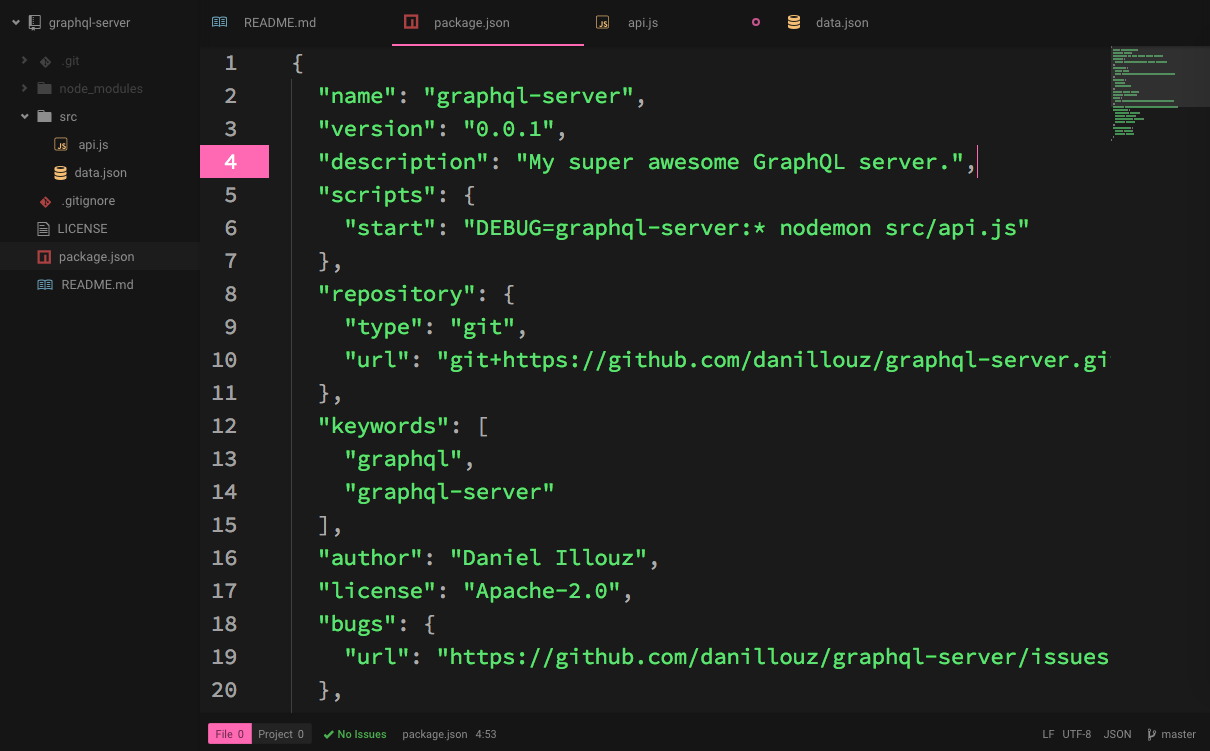 graphql-server
.git
node_modules
src
api.js
data.json
.gitignore
LICENSE
package.json
README.md
README.md package.json api.js data.json
1 {
2 "name": "graphql-server",
3 "version": "0.0.1",
4 "description": "My super awesome GraphQL server.",
5 "scripts": {
6 "start": "DEBUG=graphql-server:* nodemon src/api.js"
7 },
8 "repository": {
9 "type": "git",
10 "url": "git+https://github.com/danillouz/graphql-server.gi
11 },
12 "keywords": [
13 "graphql",
14 "graphql-server"
15 ],
16 "author": "Daniel Illouz",
17 "license": "Apache-2.0",
18 "bugs": {
19 "url": "https://github.com/danillouz/graphql-server/issues
20 },
File 0 Project 0 No Issues package.json 4:53 LF UTF-8 JSON master